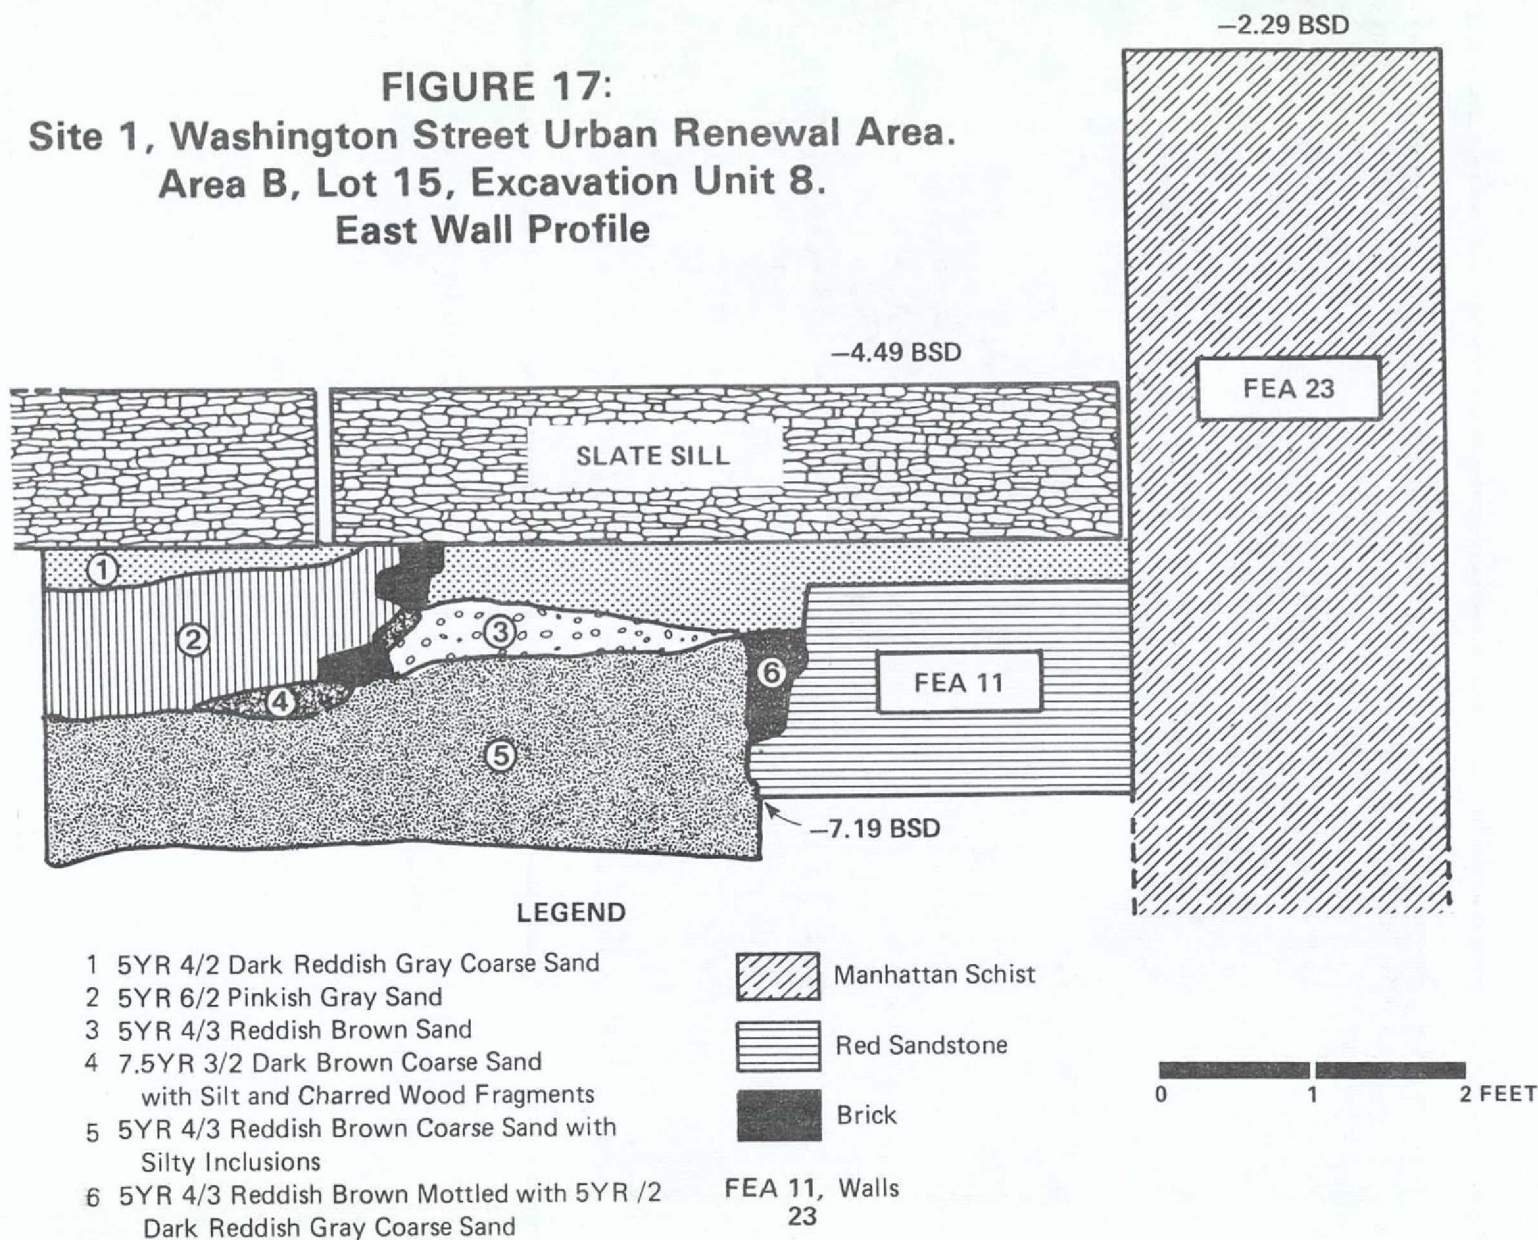 −2.29 BSD
FIGURE 17:
Site 1, Washington Street Urban Renewal Area.
Area B, Lot 15, Excavation Unit 8.
East Wall Profile
−4.49 BSD
FEA 23
SLATE SILL
1
2
3
4
5
6
FEA 11
−7.19 BSD
LEGEND
1 5YR 4/2 Dark Reddish Gray Coarse Sand
2 5YR 6/2 Pinkish Gray Sand
3 5YR 4/3 Reddish Brown Sand
4 7.5YR 3/2 Dark Brown Coarse Sand
with Silt and Charred Wood Fragments
5 5YR 4/3 Reddish Brown Coarse Sand with
Silty Inclusions
6 5YR 4/3 Reddish Brown Mottled with 5YR /2
Dark Reddish Gray Coarse Sand
Manhattan Schist
Red Sandstone
Brick
FEA 11, Walls
23
0 1 2 FEET